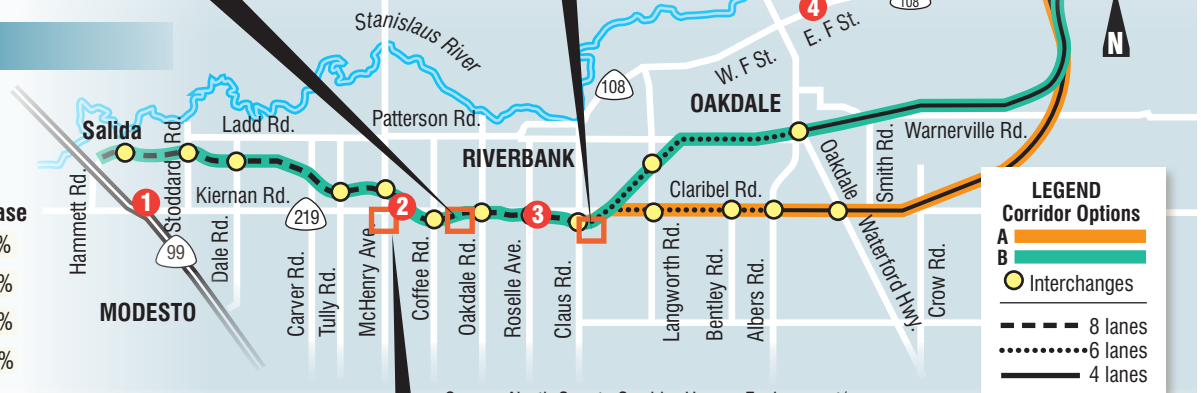 108
4
E. F St.
Stanislaus River
W. F St.
N
108
OAKDALE
Salida
Stoddard Rd.
Ladd Rd.
Patterson Rd.
RIVERBANK
Warnerville Rd.
Smith Rd.
Oakdale
Waterford Hwy.
Hammett Rd.
Kiernan Rd.
219
Claribel Rd.
1
2
3
99
Dale Rd.
MODESTO
Carver Rd.
Tully Rd.
McHenry Ave.
Coffee Rd.
Oakdale Rd.
Roselle Ave.
Claus Rd.
Langworth Rd.
Bentley Rd.
Albers Rd.
Crow Rd.
ase
%
%
%
%
LEGEND
Corridor Options
A
B
Interchanges
8 lanes
6 lanes
4 lanes